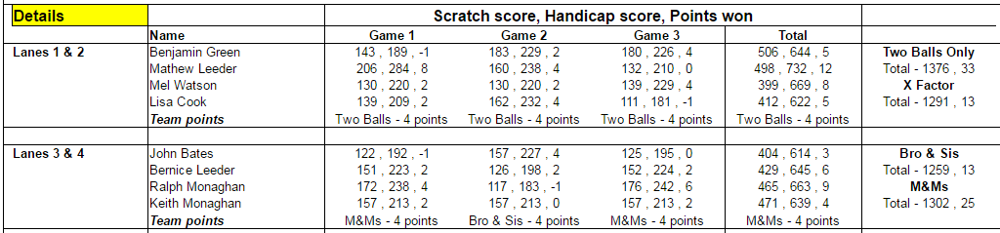 Details Scratch score, Handicap score, Points won
Name Game 1 Game 2 Game 3 Total
Lanes 1 & 2 Benjamin Green 143 , 189 , -1 183 , 229 , 2 180 , 226 , 4 506 , 644 , 5 Two Balls Only
Mathew Leeder 206 , 284 , 8 160 , 238 , 4 132 , 210 , 0 498 , 732 , 12 Total - 1376 , 33
Mel Watson 130 , 220 , 2 130 , 220 , 2 139 , 229 , 4 399 , 669 , 8 X Factor
Lisa Cook 139 , 209 , 2 162 , 232 , 4 111 , 181 , -1 412 , 622 , 5 Total - 1291 , 13
Team points Two Balls - 4 points Two Balls - 4 points Two Balls - 4 points Two Balls - 4 points
Lanes 3 & 4 John Bates 122 , 192 , -1 157 , 227 , 4 125 , 195 , 0 404 , 614 , 3 Bro & Sis
Bernice Leeder 151 , 223 , 2 126 , 198 , 2 152 , 224 , 2 429 , 645 , 6 Total - 1259 , 13
Ralph Monaghan 172 , 238 , 4 117 , 183 , -1 176 , 242 , 6 465 , 663 , 9 M&Ms
Keith Monaghan 157 , 213 , 2 157 , 213 , 0 157 , 213 , 2 471 , 639 , 4 Total - 1302 , 25
Team points M&Ms - 4 points Bro & Sis - 4 points M&Ms - 4 points M&Ms - 4 points